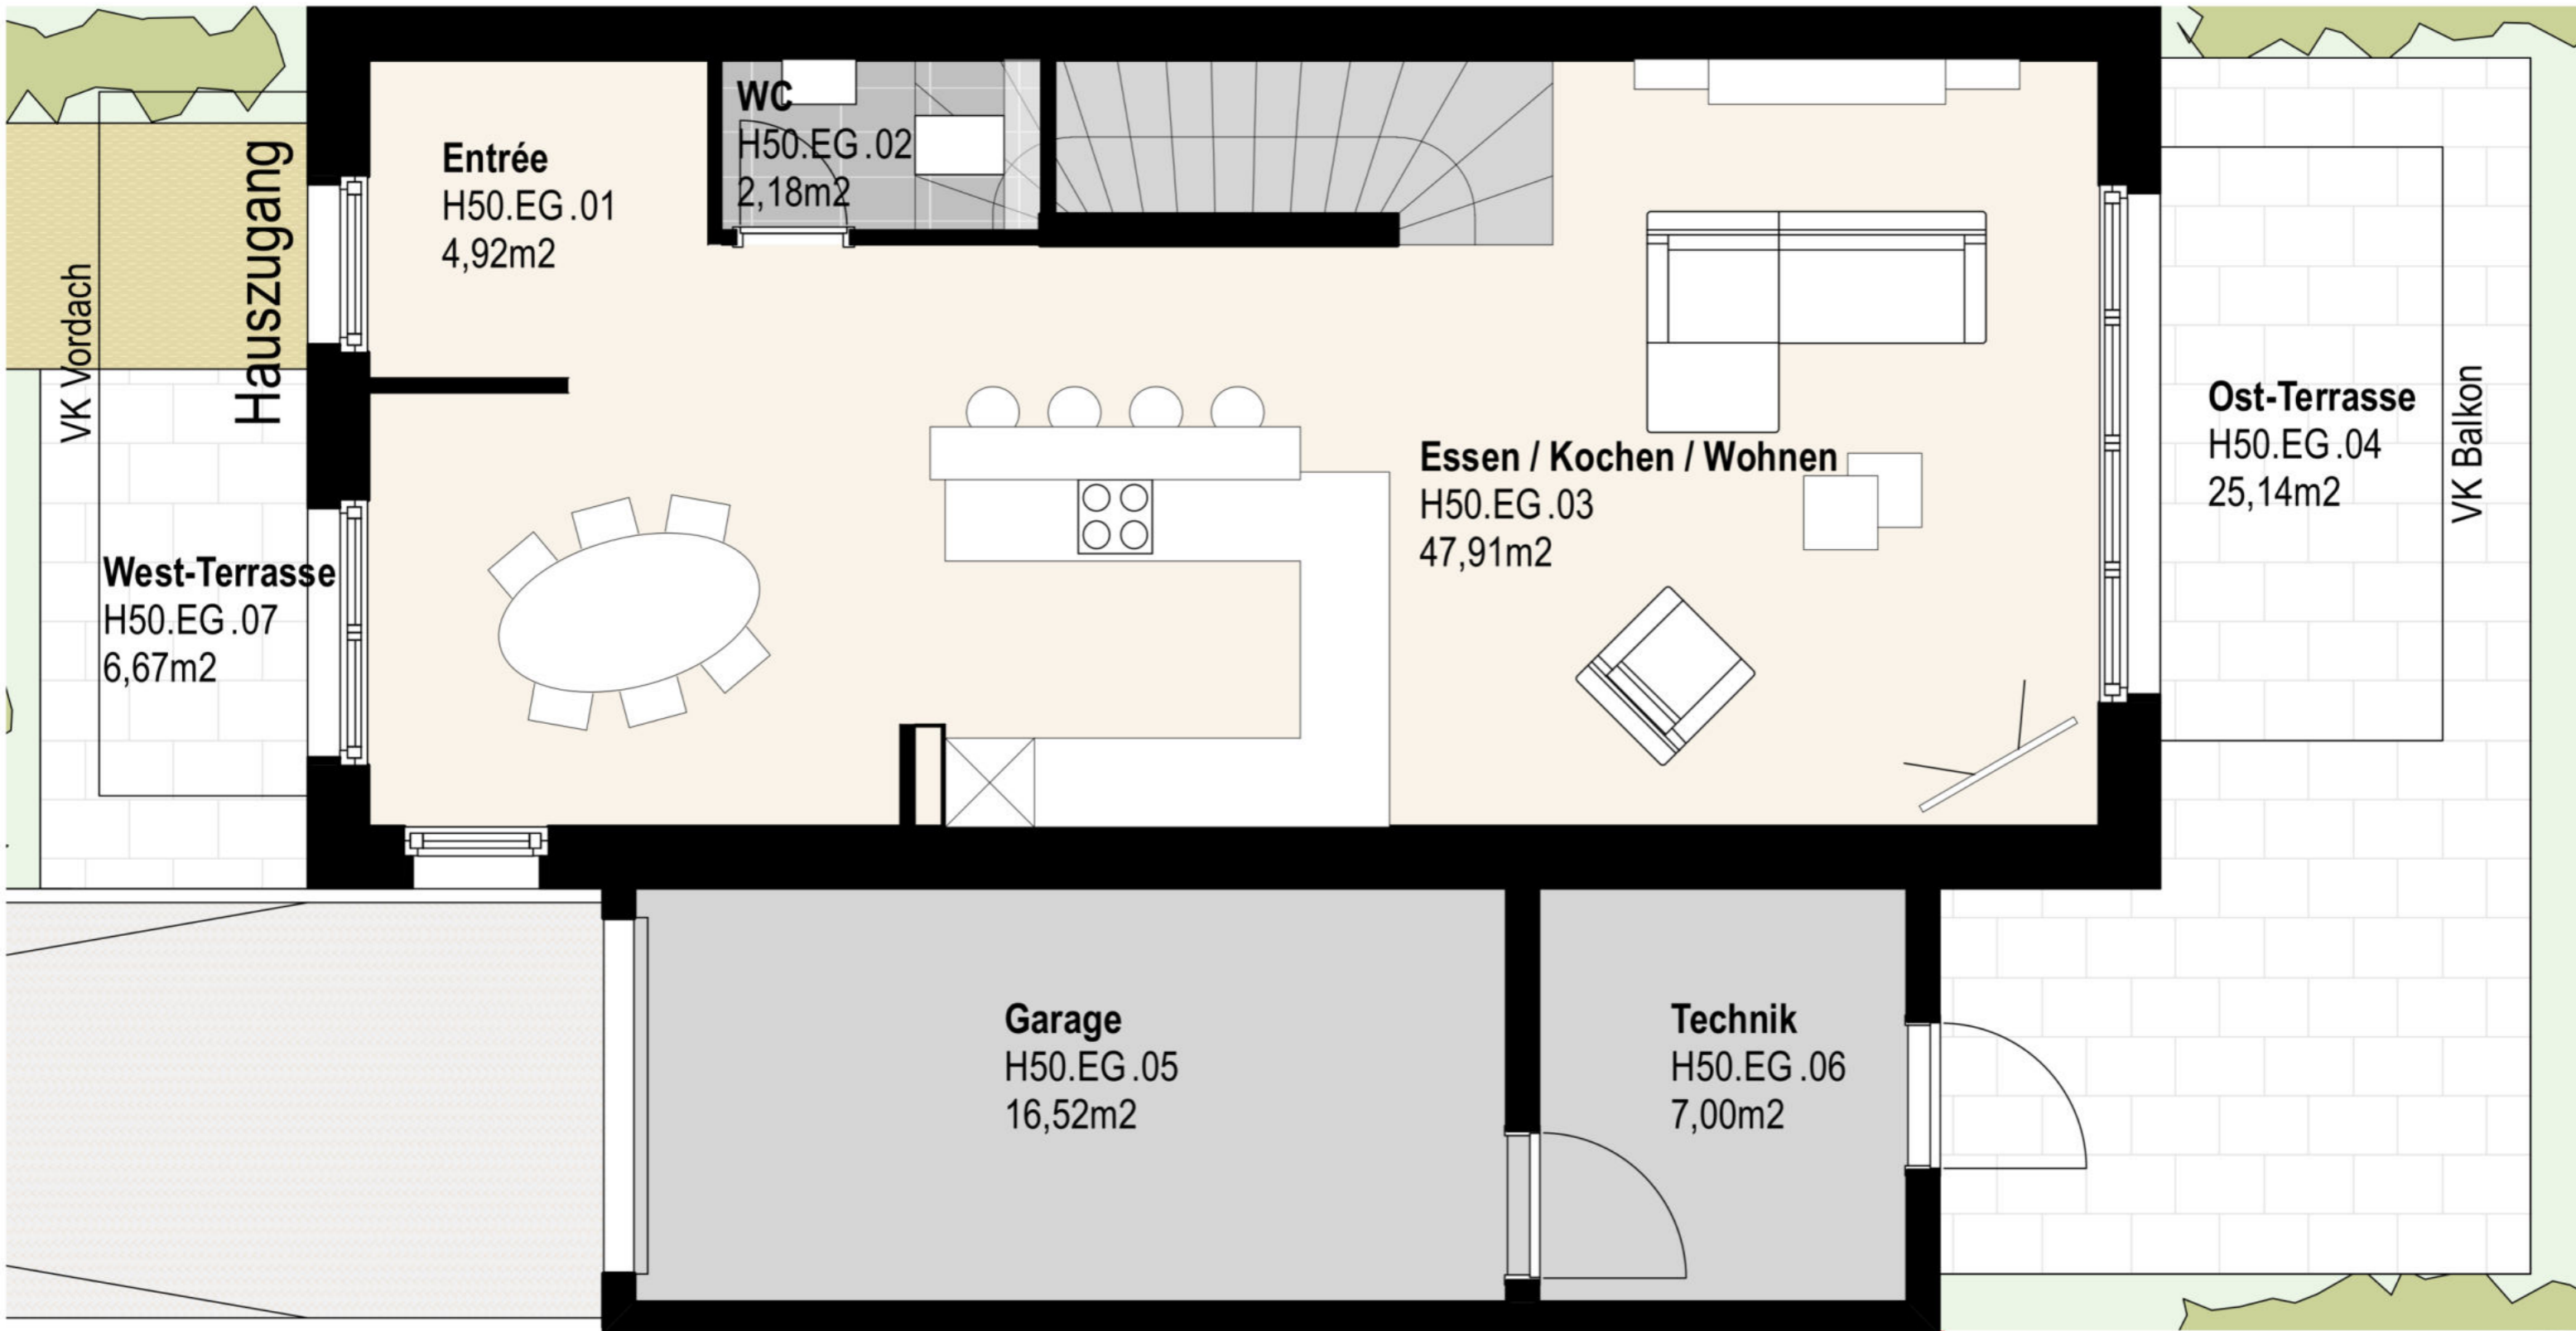 VK Vordach
Hauszugang
Entrée
H50.EG.01
4,92m2
WC
H50.EG.02
2,18m2
Essen / Kochen / Wohnen
H50.EG.03
47,91m2
Ost-Terrasse
H50.EG.04
25,14m2
VK Balkon
West-Terrasse
H50.EG.07
6,67m2
Garage
H50.EG.05
16,52m2
Technik
H50.EG.06
7,00m2